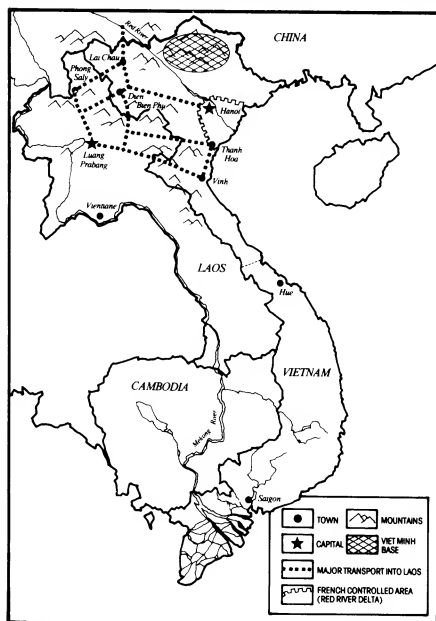 CHINA
Red River
Lai Chau
Phong
Saly
Dien
Bien Phu
Hanoi
Luang
Prabang
Thanh
Hoa
Vinh
Vientiane
LAOS
Hue
CAMBODIA
VIETNAM
Mekong River
Saigon
TOWN
MOUNTAINS
CAPITAL
VIET MINH
BASE
MAJOR TRANSPORT INTO LAOS
FRENCH CONTROLLED AREA
(RED RIVER DELTA)